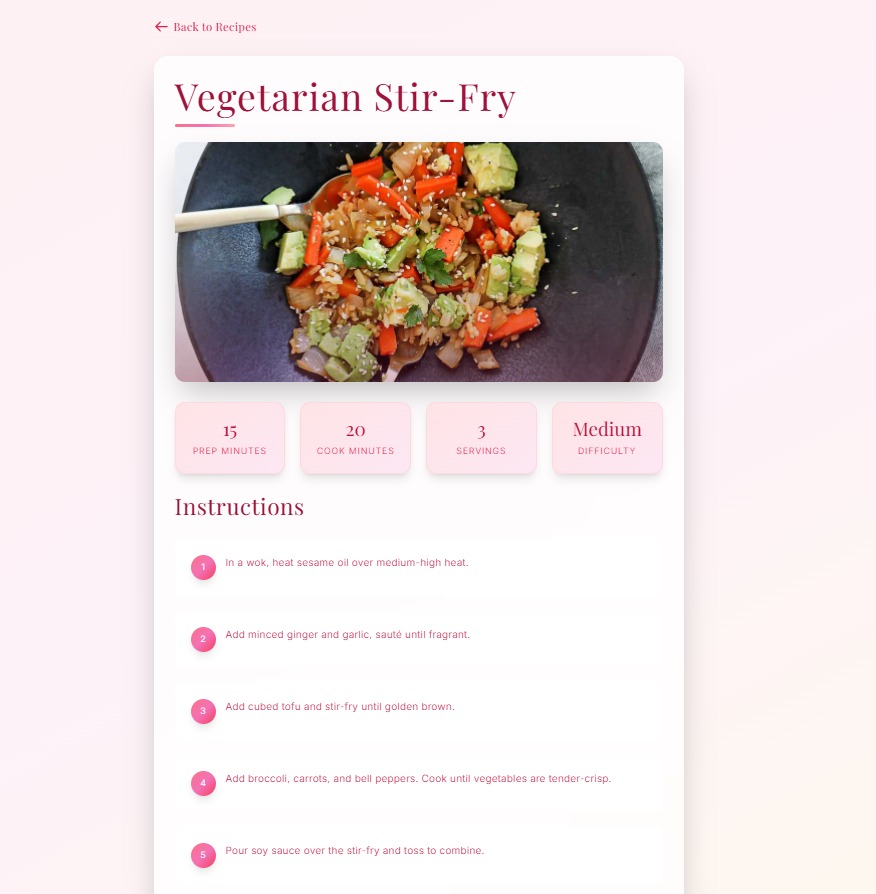 Back to Recipes
Vegetarian Stir-Fry
15
PREP MINUTES
20
COOK MINUTES
3
SERVINGS
Medium
DIFFICULTY
Instructions
1
In a wok, heat sesame oil over medium-high heat.
2
Add minced ginger and garlic, sauté until fragrant.
3
Add cubed tofu and stir-fry until golden brown.
4
Add broccoli, carrots, and bell peppers. Cook until vegetables are tender-crisp.
5
Pour soy sauce over the stir-fry and toss to combine.